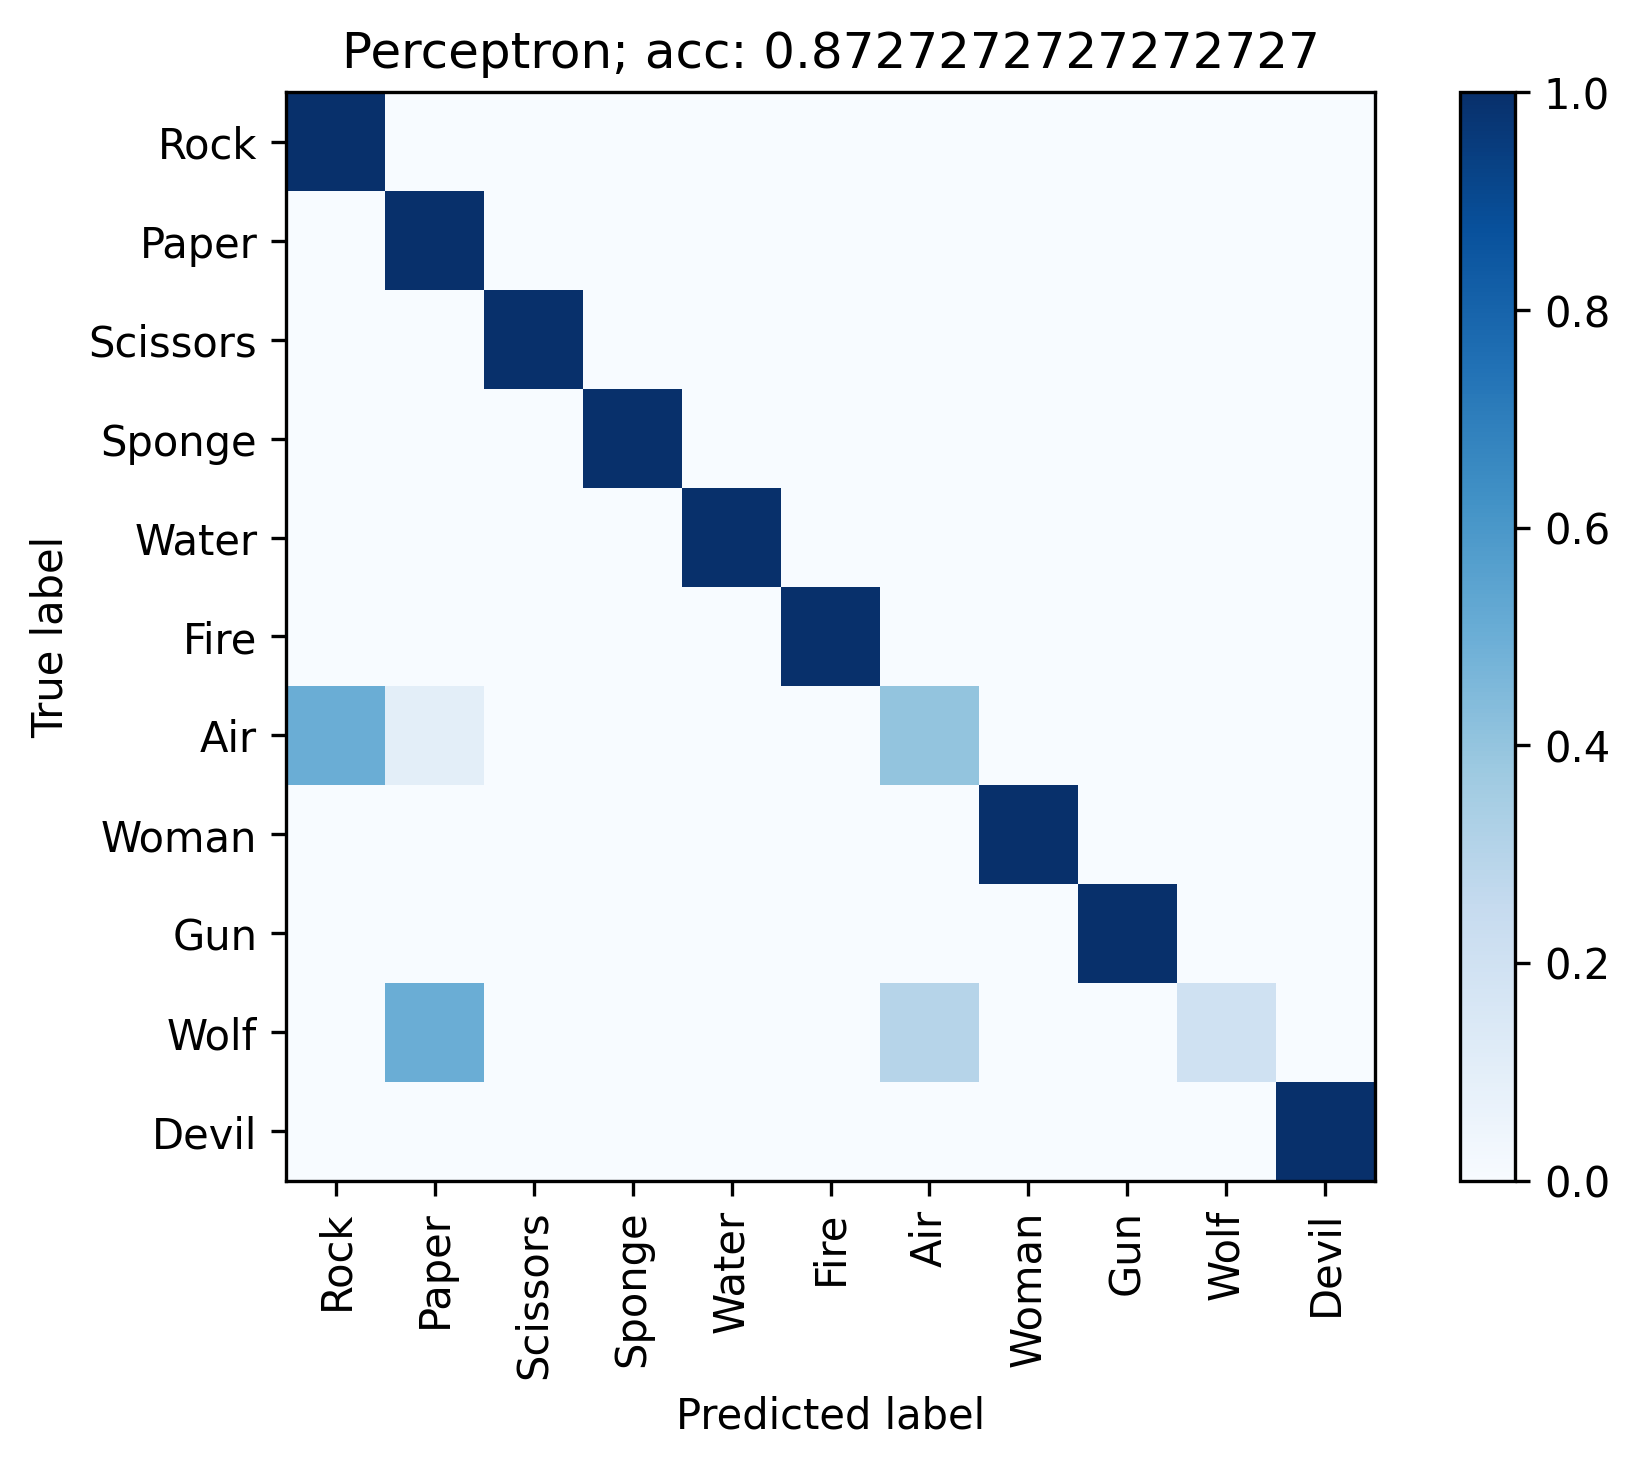 Perceptron; acc: 0.8727272727272727
True label
Rock
Paper
Scissors
Sponge
Water
Fire
Air
Woman
Gun
Wolf
Devil
Rock
Paper
Scissors
Sponge
Water
Fire
Air
Woman
Gun
Wolf
Devil
Predicted label
1.0
0.8
0.6
0.4
0.2
0.0